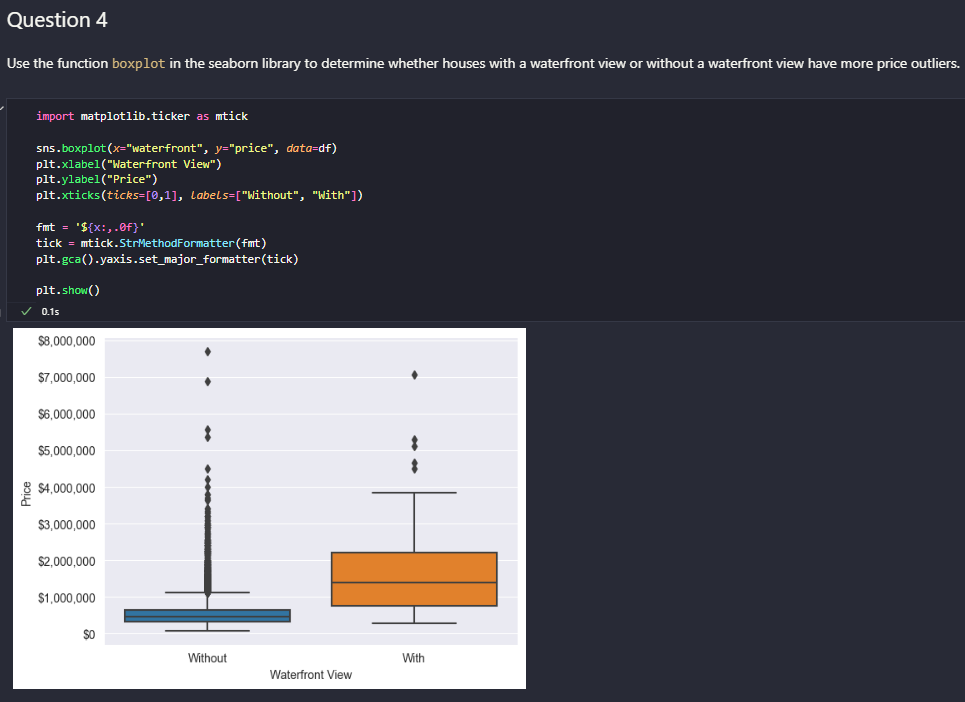 Question 4
Use the function boxplot in the seaborn library to determine whether houses with a waterfront view or without a waterfront view have more price outliers.
import matplotlib.ticker as mtick
sns.boxplot(x="waterfront", y="price", data=df)
plt.xlabel("Waterfront View")
plt.ylabel("Price")
plt.xticks(ticks=[0,1], labels=["Without", "With"])
fmt = '${x:,.0f}'
tick = mtick.StrMethodFormatter(fmt)
plt.gca().yaxis.set_major_formatter(tick)
plt.show()
0.1s
$8,000,000
$7,000,000
$6,000,000
$5,000,000
$4,000,000
$3,000,000
$2,000,000
$1,000,000
$0
Price
Without
With
Waterfront View